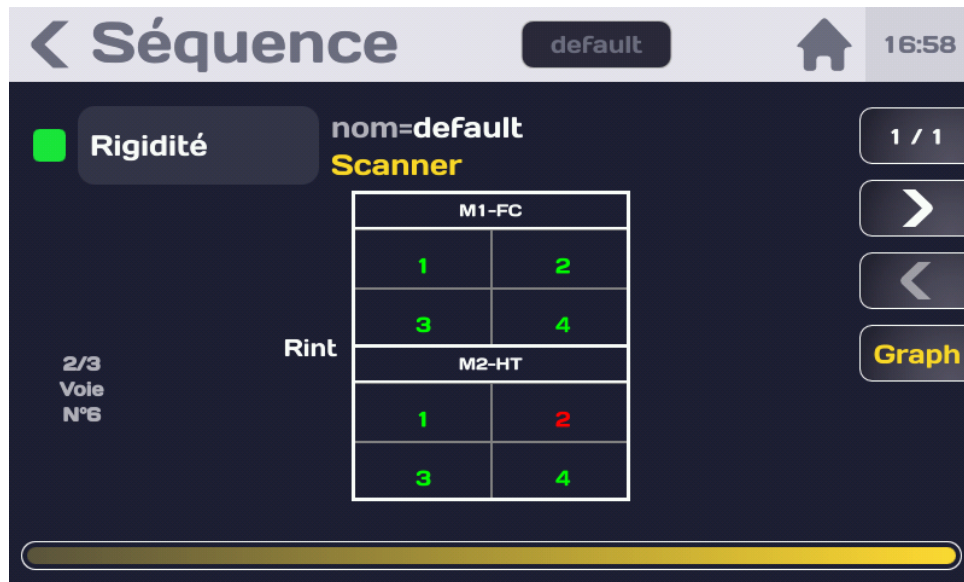 Séquence default 16:58
Rigidité nom=default 1 / 1
Scanner
M1-FC
1 2
3 4
Rint
M2-HT
Graph
2/3
Voie
N°6
1 2
3 4